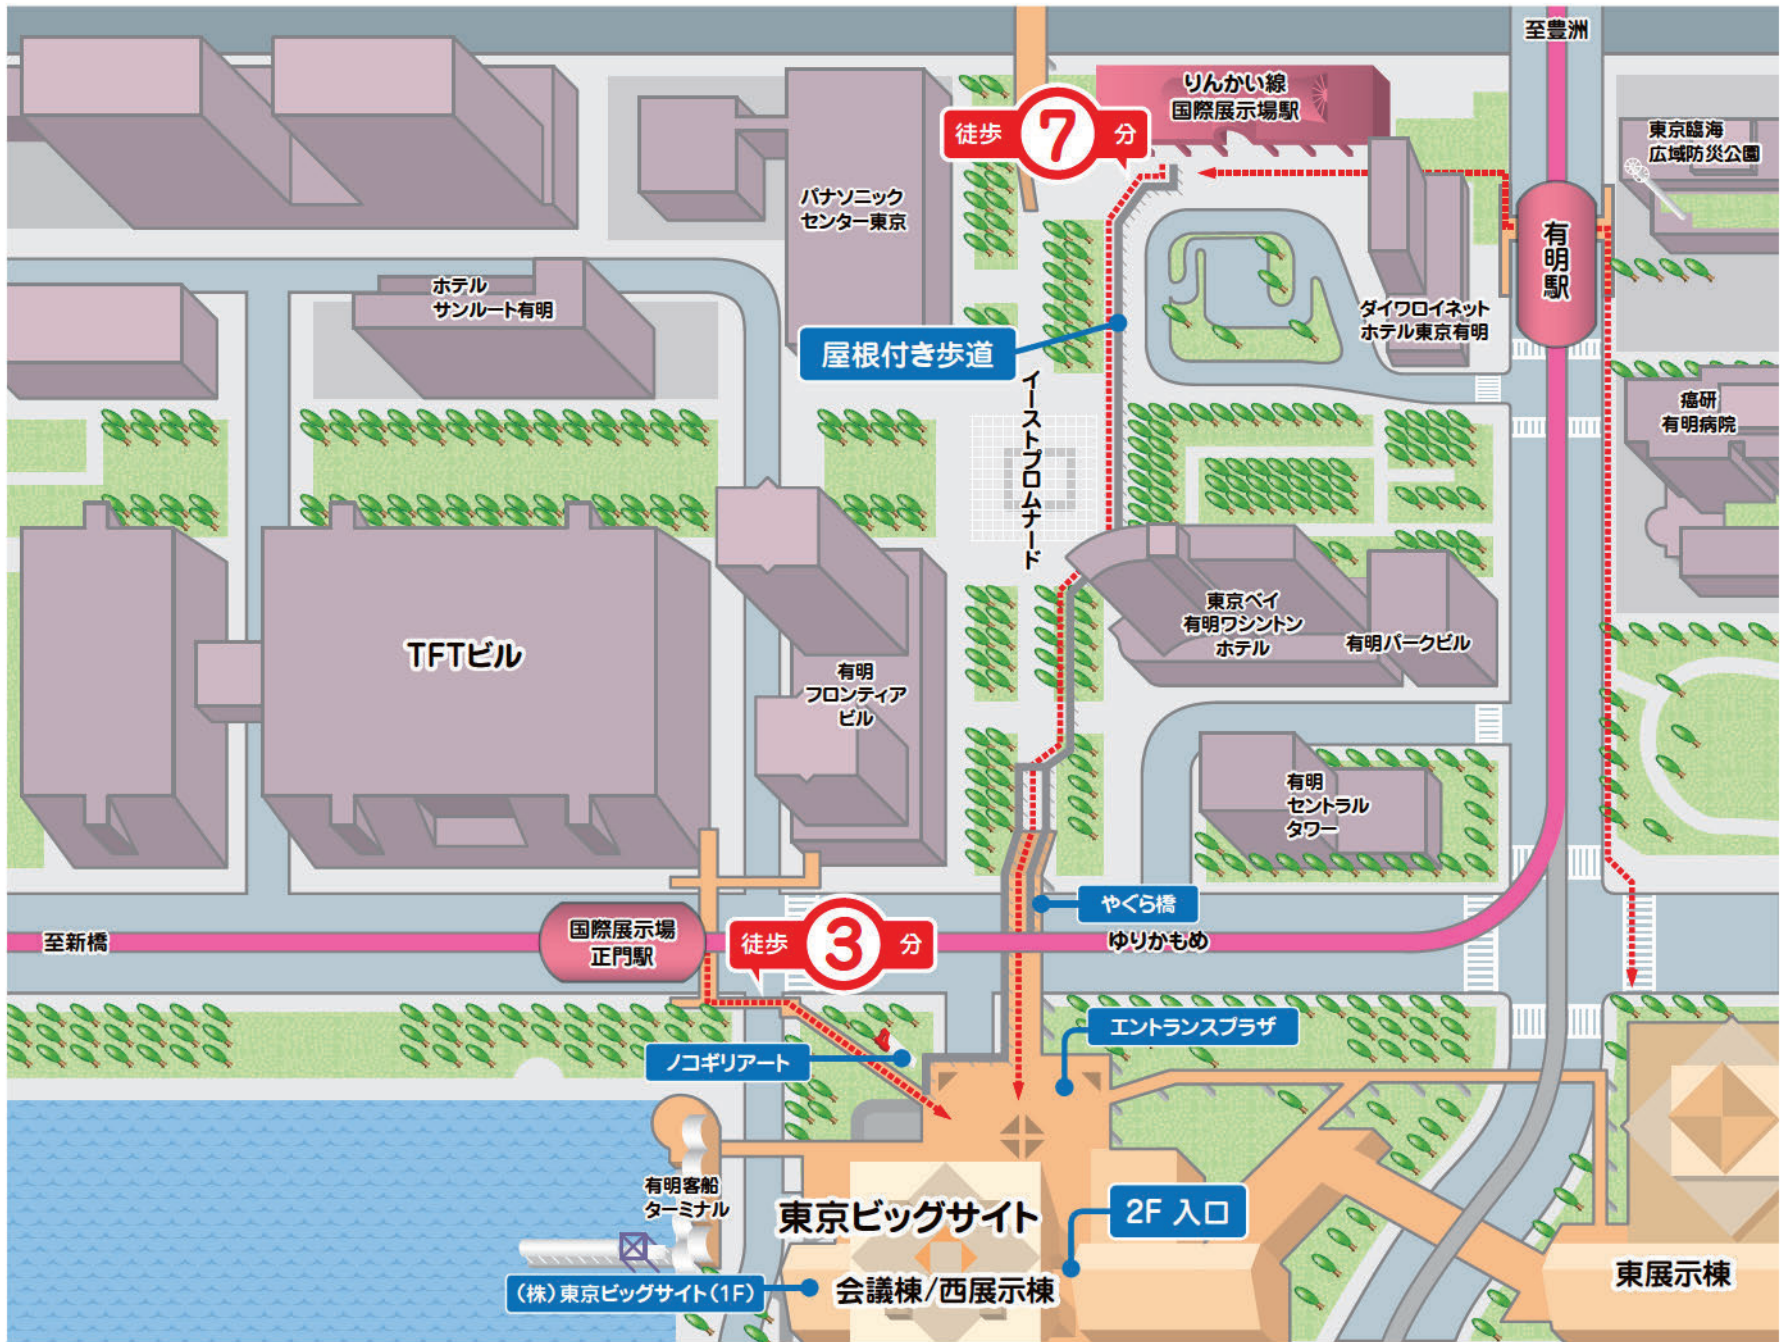 至豊洲
りんかい線
国際展示場駅
徒歩 7 分
東京臨海
広域防災公園
パナソニック
センター東京
有明駅
ホテル
サンルート有明
ダイワロイネット
ホテル東京有明
屋根付き歩道
イーストプロムナード
癌研
有明病院
東京ベイ
有明ワシントン
ホテル
有明パークビル
TFTビル
有明
フロンティア
ビル
有明
セントラル
タワー
やぐら橋
至新橋
国際展示場
正門駅
徒歩 3 分
ゆりかもめ
エントランスプラザ
ノコギリアート
有明客船
ターミナル
東京ビッグサイト
2F 入口
(株)東京ビッグサイト(1F)
会議棟/西展示棟
東展示棟